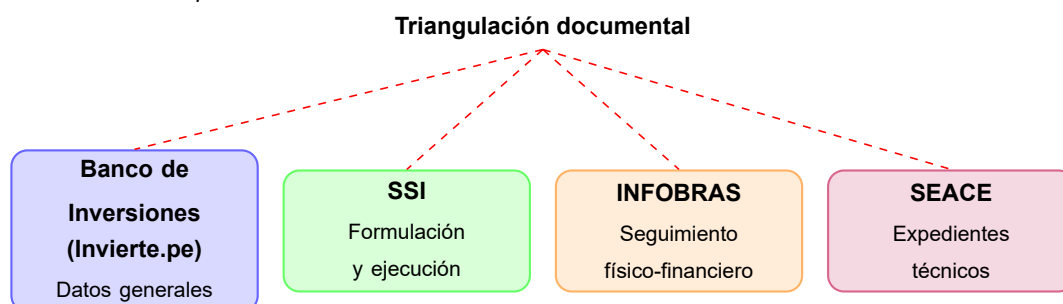 Triangulación documental
Banco de
Inversiones
(Invierte.pe)
Datos generales
SSI
Formulación
y ejecución
INFOBRAS
Seguimiento
físico-financiero
SEACE
Expedientes
técnicos